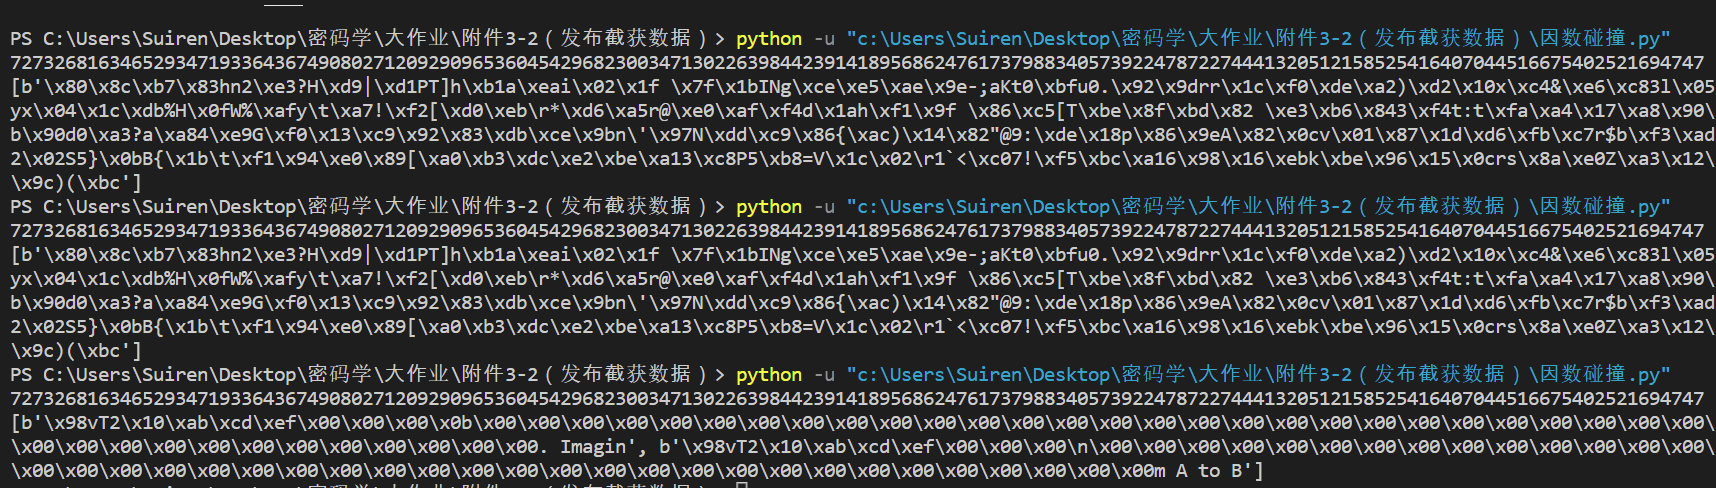 PS C:\Users\Suiren\Desktop\密码学\大作业\附件3-2（发布截获数据）> python -u "c:\Users\Suiren\Desktop\密码学\大作业\附件3-2（发布截获数据）\因数碰撞.py"
7273268163465293471933643674908027120929096536045429682300347130226398442391418956862476173798834057392247872274441320512158525416407044516675402521694747
[b'\x80\x8c\xb7\x83hn2\xe3?H\xd9|\xd1PT]h\xb1a\xeai\x02\x1f \x7f\x1bINg\xce\xe5\xae\x9e-;aKt0\xbfu0.\x92\x9drr\x1c\xf0\xde\xa2)\xd2\x10x\xc4&\xe6\xc83l\x05
yx\x04\x1c\xdb%H\x0fW%\xafy\t\xa7!\xf2[\xd0\xeb\r*\xd6\xa5r@\xe0\xaf\xf4d\x1ah\xf1\x9f \x86\xc5[T\xbe\x8f\xbd\x82 \xe3\xb6\x843\xf4t:t\xfa\xa4\x17\xa8\x90\
b\x90d0\xa3?a\xa84\xe9G\xf0\x13\xc9\x92\x83\xdb\xce\x9bn\'\x97N\xdd\xc9\x86{\xac)\x14\x82"@9:\xde\x18p\x86\x9eA\x82\x0cv\x01\x87\x1d\xd6\xfb\xc7r$b\xf3\xad
2\x02S5}\x0bB{\x1b\t\xf1\x94\xe0\x89[\xa0\xb3\xdc\xe2\xbe\xa13\xc8P5\xb8=V\x1c\x02\r1`<\xc07!\xf5\xbc\xa16\x98\x16\xebk\xbe\x96\x15\x0crs\x8a\xe0Z\xa3\x12\
\x9c)(\xbc']
PS C:\Users\Suiren\Desktop\密码学\大作业\附件3-2（发布截获数据）> python -u "c:\Users\Suiren\Desktop\密码学\大作业\附件3-2（发布截获数据）\因数碰撞.py"
7273268163465293471933643674908027120929096536045429682300347130226398442391418956862476173798834057392247872274441320512158525416407044516675402521694747
[b'\x80\x8c\xb7\x83hn2\xe3?H\xd9|\xd1PT]h\xb1a\xeai\x02\x1f \x7f\x1bINg\xce\xe5\xae\x9e-;aKt0\xbfu0.\x92\x9drr\x1c\xf0\xde\xa2)\xd2\x10x\xc4&\xe6\xc83l\x05
yx\x04\x1c\xdb%H\x0fW%\xafy\t\xa7!\xf2[\xd0\xeb\r*\xd6\xa5r@\xe0\xaf\xf4d\x1ah\xf1\x9f \x86\xc5[T\xbe\x8f\xbd\x82 \xe3\xb6\x843\xf4t:t\xfa\xa4\x17\xa8\x90\
b\x90d0\xa3?a\xa84\xe9G\xf0\x13\xc9\x92\x83\xdb\xce\x9bn\'\x97N\xdd\xc9\x86{\xac)\x14\x82"@9:\xde\x18p\x86\x9eA\x82\x0cv\x01\x87\x1d\xd6\xfb\xc7r$b\xf3\xad
2\x02S5}\x0bB{\x1b\t\xf1\x94\xe0\x89[\xa0\xb3\xdc\xe2\xbe\xa13\xc8P5\xb8=V\x1c\x02\r1`<\xc07!\xf5\xbc\xa16\x98\x16\xebk\xbe\x96\x15\x0crs\x8a\xe0Z\xa3\x12\
\x9c)(\xbc']
PS C:\Users\Suiren\Desktop\密码学\大作业\附件3-2（发布截获数据）> python -u "c:\Users\Suiren\Desktop\密码学\大作业\附件3-2（发布截获数据）\因数碰撞.py"
7273268163465293471933643674908027120929096536045429682300347130226398442391418956862476173798834057392247872274441320512158525416407044516675402521694747
[b'\x98vT2\x10\xab\xcd\xef\x00\x00\x00\x0b\x00\x00\x00\x00\x00\x00\x00\x00\x00\x00\x00\x00\x00\x00\x00\x00\x00\x00\x00\x00\x00\x00\x00\x00\x00\x00\x00\x00\
\x00\x00\x00\x00\x00\x00\x00\x00\x00\x00\x00\x00. Imagin', b'\x98vT2\x10\xab\xcd\xef\x00\x00\x00\n\x00\x00\x00\x00\x00\x00\x00\x00\x00\x00\x00\x00\x00\x00\
\x00\x00\x00\x00\x00\x00\x00\x00\x00\x00\x00\x00\x00\x00\x00\x00\x00\x00\x00\x00\x00\x00\x00\x00\x00\x00m A to B']